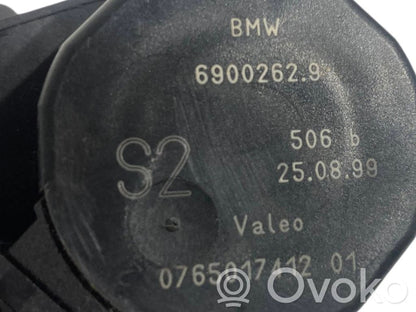 BMW
6900262.9
S2
506 b
25.08.99
Valeo
0765017412 01
Ovoko